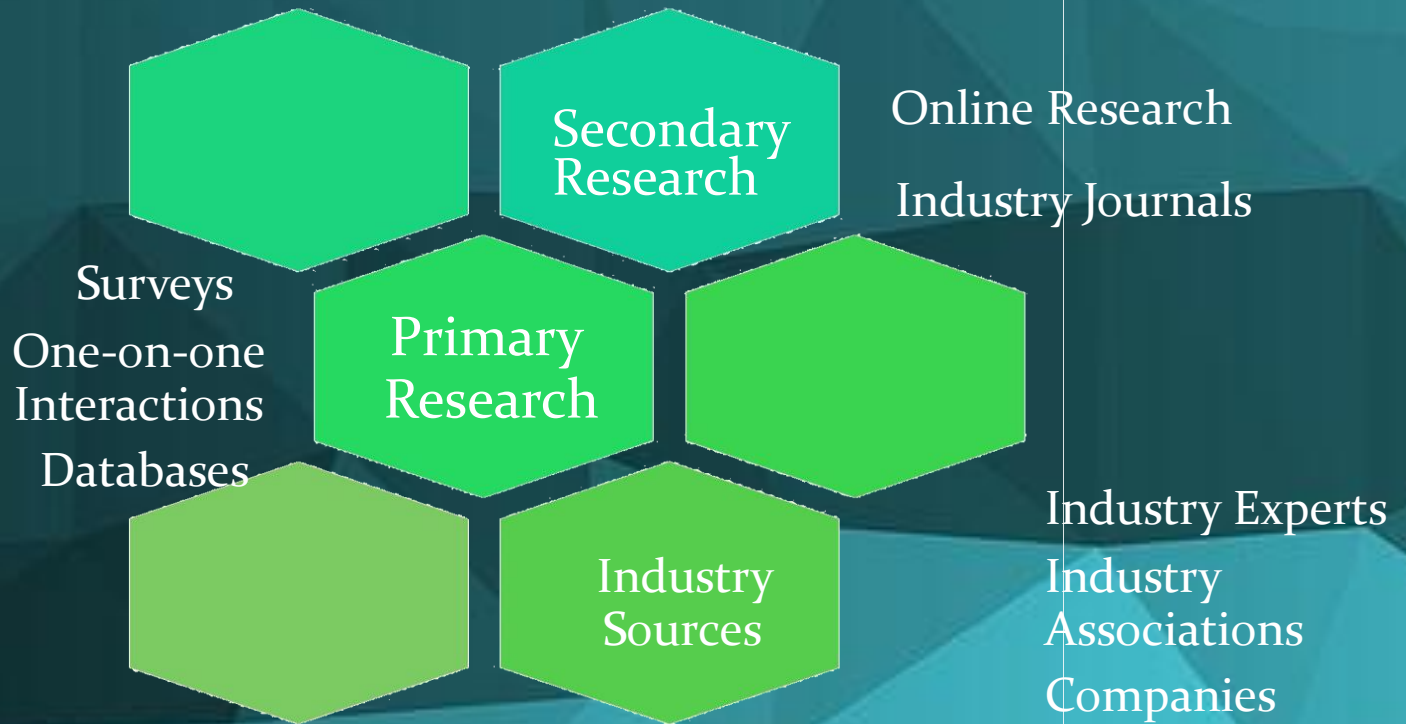 Secondary
Research
Online Research
Industry Journals
Surveys
One-on-one
Interactions
Databases
Primary
Research
Industry
Sources
Industry Experts
Industry
Associations
Companies